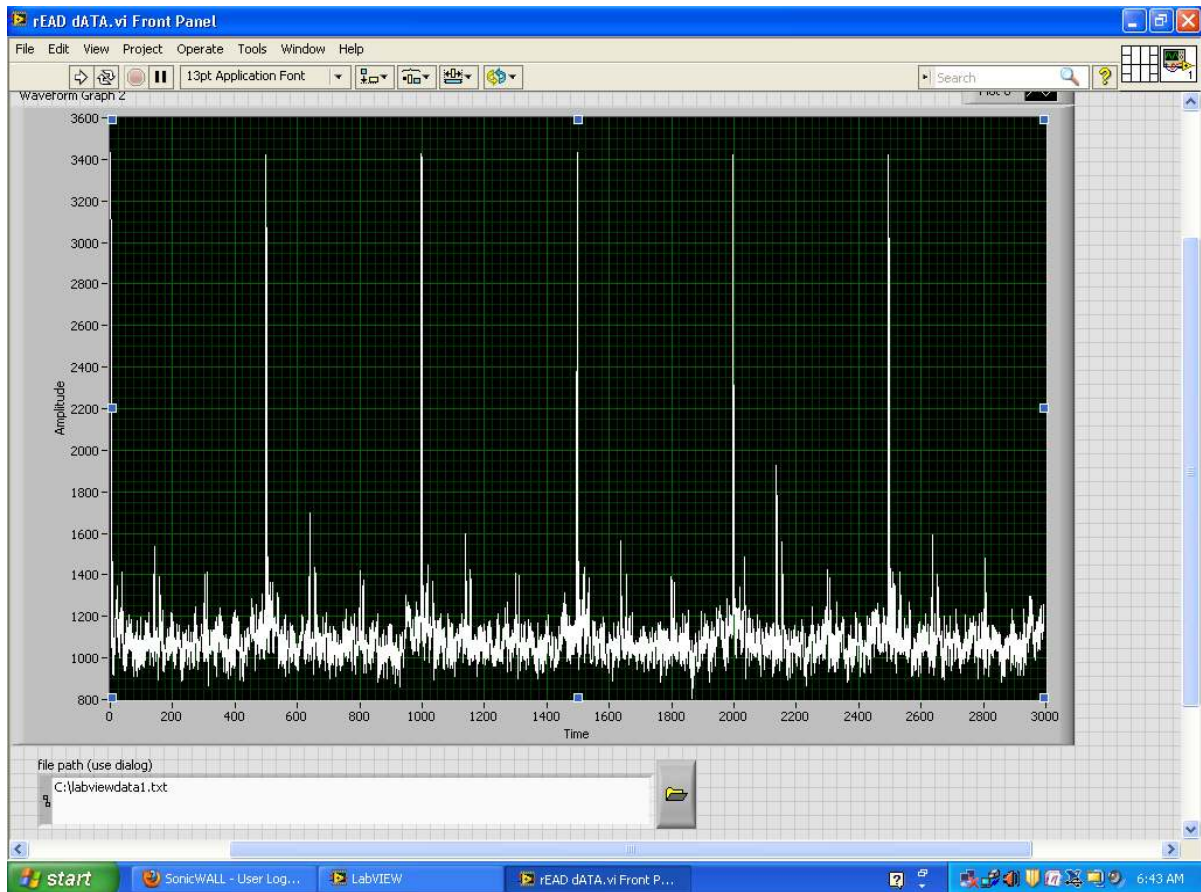 rEAD dATA.vi Front Panel
File Edit View Project Operate Tools Window Help
13pt Application Font
Search
1
Waveform Graph 2
Plot 0
3600
3400
3200
3000
2800
2600
2400
2200
2000
1800
1600
1400
1200
1000
800
Amplitude
0 200 400 600 800 1000 1200 1400 1600 1800 2000 2200 2400 2600 2800 3000
Time
file path (use dialog)
C:\labviewdata1.txt
start
SonicWALL - User Log...
LabVIEW
rEAD dATA.vi Front P...
6:43 AM